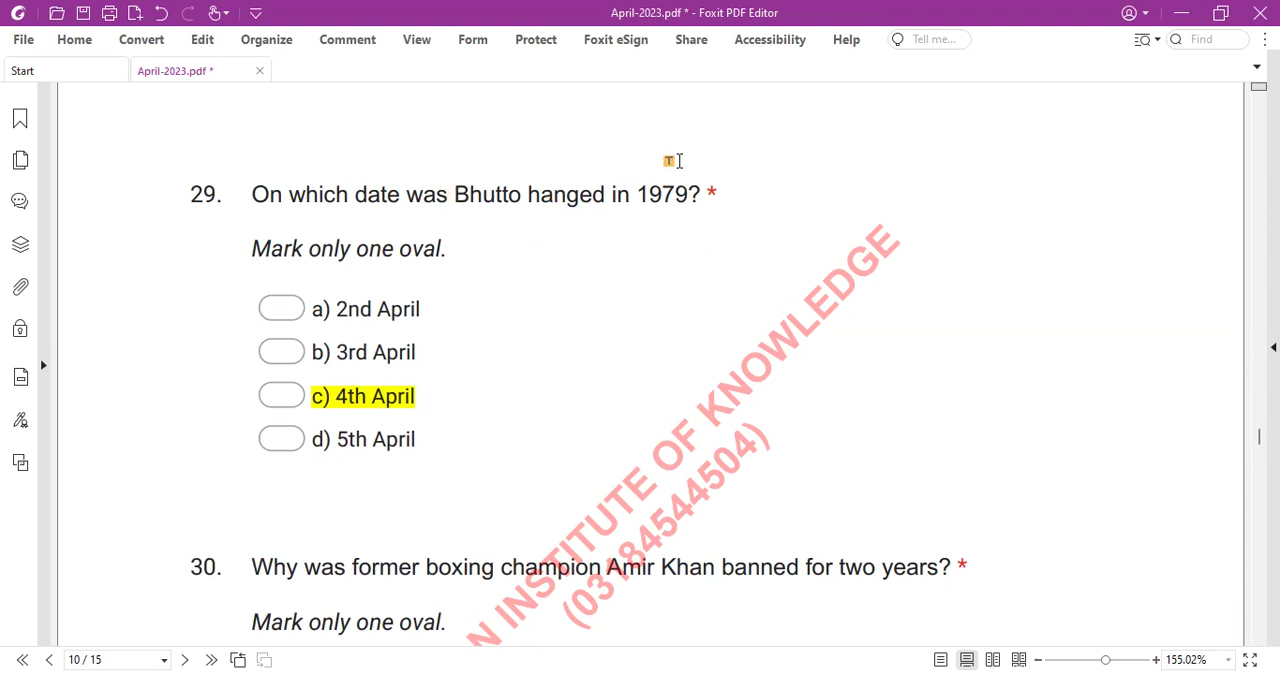 April-2023.pdf * - Foxit PDF Editor
File Home Convert Edit Organize Comment View Form Protect Foxit eSign Share Accessibility Help Tell me... Find
Start April-2023.pdf *
T
29. On which date was Bhutto hanged in 1979? *
Mark only one oval.
a) 2nd April
b) 3rd April
c) 4th April
d) 5th April
N INSTITUTE OF KNOWLEDGE
(03184544504)
30. Why was former boxing champion Amir Khan banned for two years? *
Mark only one oval.
10 / 15 155.02%